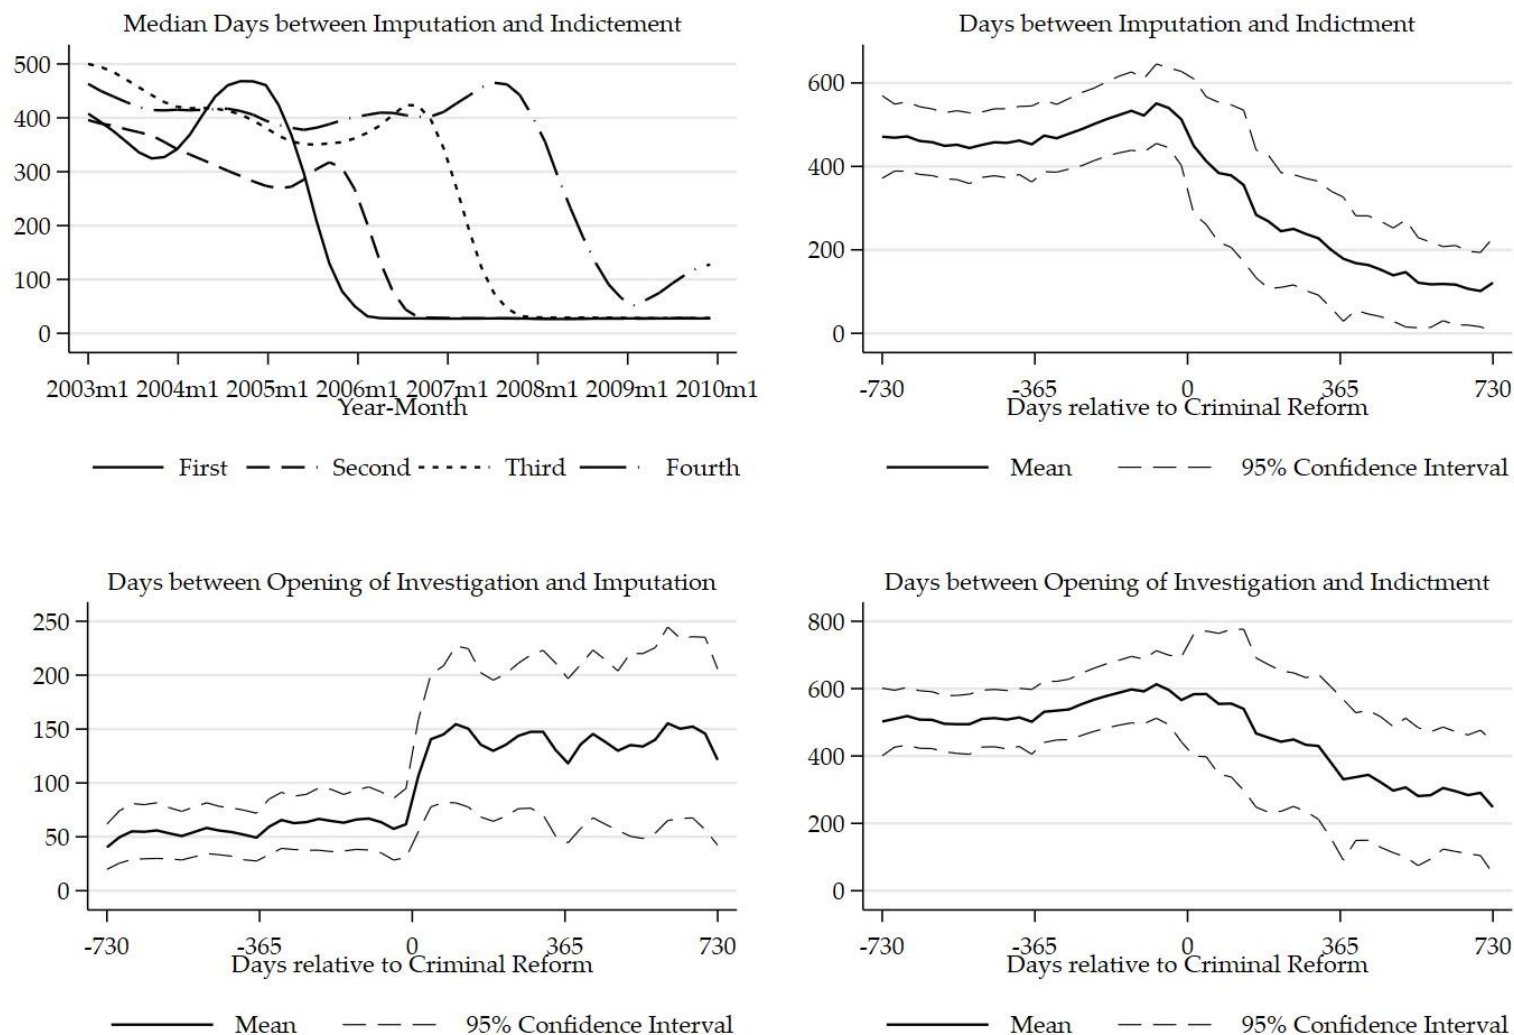 Median Days between Imputation and Indictement
500
400
300
200
100
0
2003m1 2004m1 2005m1 2006m1 2007m1 2008m1 2009m1 2010m1
Year-Month
First Second Third Fourth
Days between Imputation and Indictment
600
400
200
0
-730 -365 0 365 730
Days relative to Criminal Reform
Mean 95% Confidence Interval
Days between Opening of Investigation and Imputation
250
200
150
100
50
0
-730 -365 0 365 730
Days relative to Criminal Reform
Mean 95% Confidence Interval
Days between Opening of Investigation and Indictment
800
600
400
200
0
-730 -365 0 365 730
Days relative to Criminal Reform
Mean 95% Confidence Interval